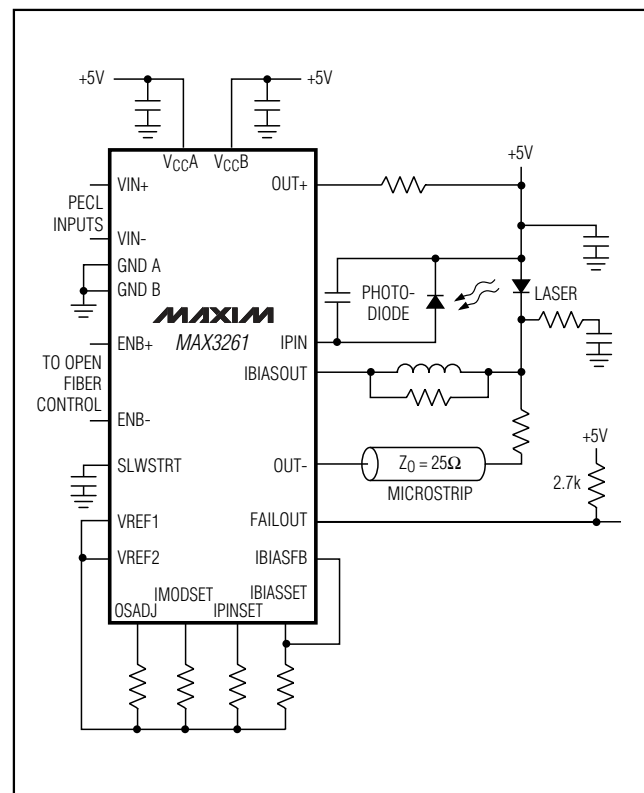 +5V
+5V
VCCA
VCCB
+5V
VIN+
OUT+
PECL
INPUTS
VIN-
GND A
GND B
PHOTO-
DIODE
LASER
MAXIM
MAX3261
ENB+
IPIN
TO OPEN
FIBER
CONTROL
IBIASOUT
ENB-
+5V
SLWSTRT
OUT-
Z0 = 25Ω
MICROSTRIP
2.7k
VREF1
FAILOUT
VREF2
IBIASFB
OSADJ
IMODSET
IPINSET
IBIASSET